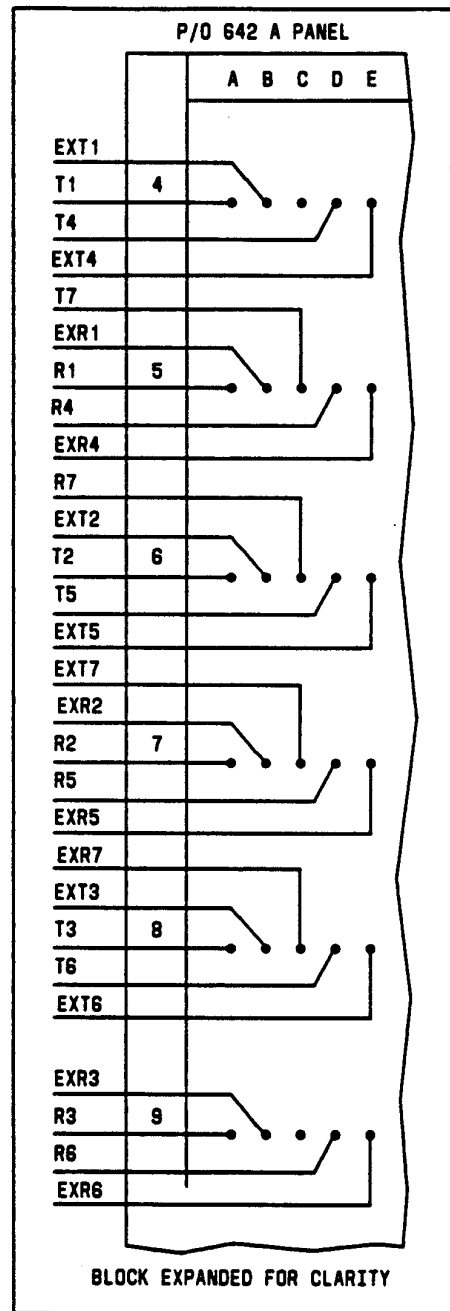 P/O 642 A PANEL
A B C D E
EXT1
T1 4
T4
EXT4
T7
EXR1
R1 5
R4
EXR4
R7
EXT2
T2 6
T5
EXT5
EXT7
EXR2
R2 7
R5
EXR5
EXR7
EXT3
T3 8
T6
EXT6
EXR3
R3 9
R6
EXR6
BLOCK EXPANDED FOR CLARITY